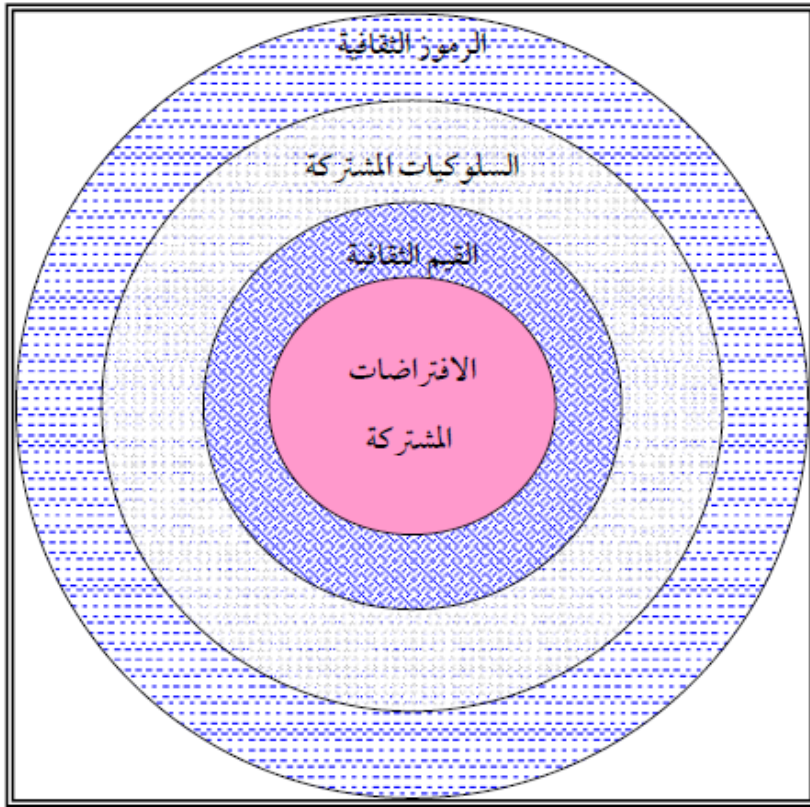 الرموز الثقافية
السلوكيات المشتركة
القيم الثقافية
الافتراضات
المشتركة